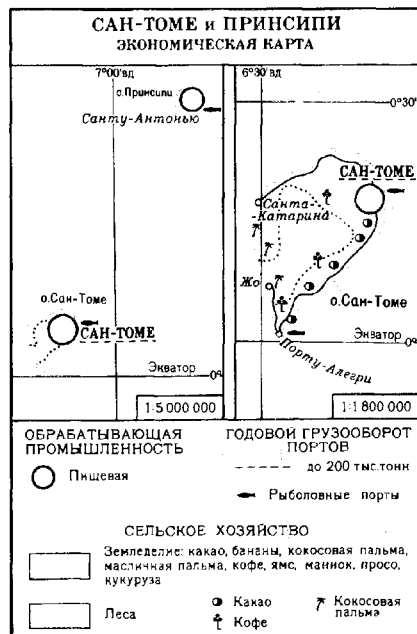 САН-ТОМЕ и ПРИНСИПИ
ЭКОНОМИЧЕСКАЯ КАРТА
7°00'вд
о.Принсипи
Санту-Антонью
о.Сан-Томе
САН-ТОМЕ
Экватор
0°
1:5 000 000
6°30'вд
0°30'
САН-ТОМЕ
Санта-
-Катарина
Жо
о.Сан-Томе
Экватор
0°
Порту-Алегри
1:1 800 000
ОБРАБАТЫВАЮЩАЯ
ПРОМЫШЛЕННОСТЬ
Пищевая
ГОДОВОЙ ГРУЗООБОРОТ
ПОРТОВ
до 200 тыс.тонн
Рыболовные порты
СЕЛЬСКОЕ ХОЗЯЙСТВО
Земледелие: какао, бананы, кокосовая пальма,
масличная пальма, кофе, ямс, маниок, просо,
кукуруза
Леса
Какао
Кофе
Кокосовая
пальма